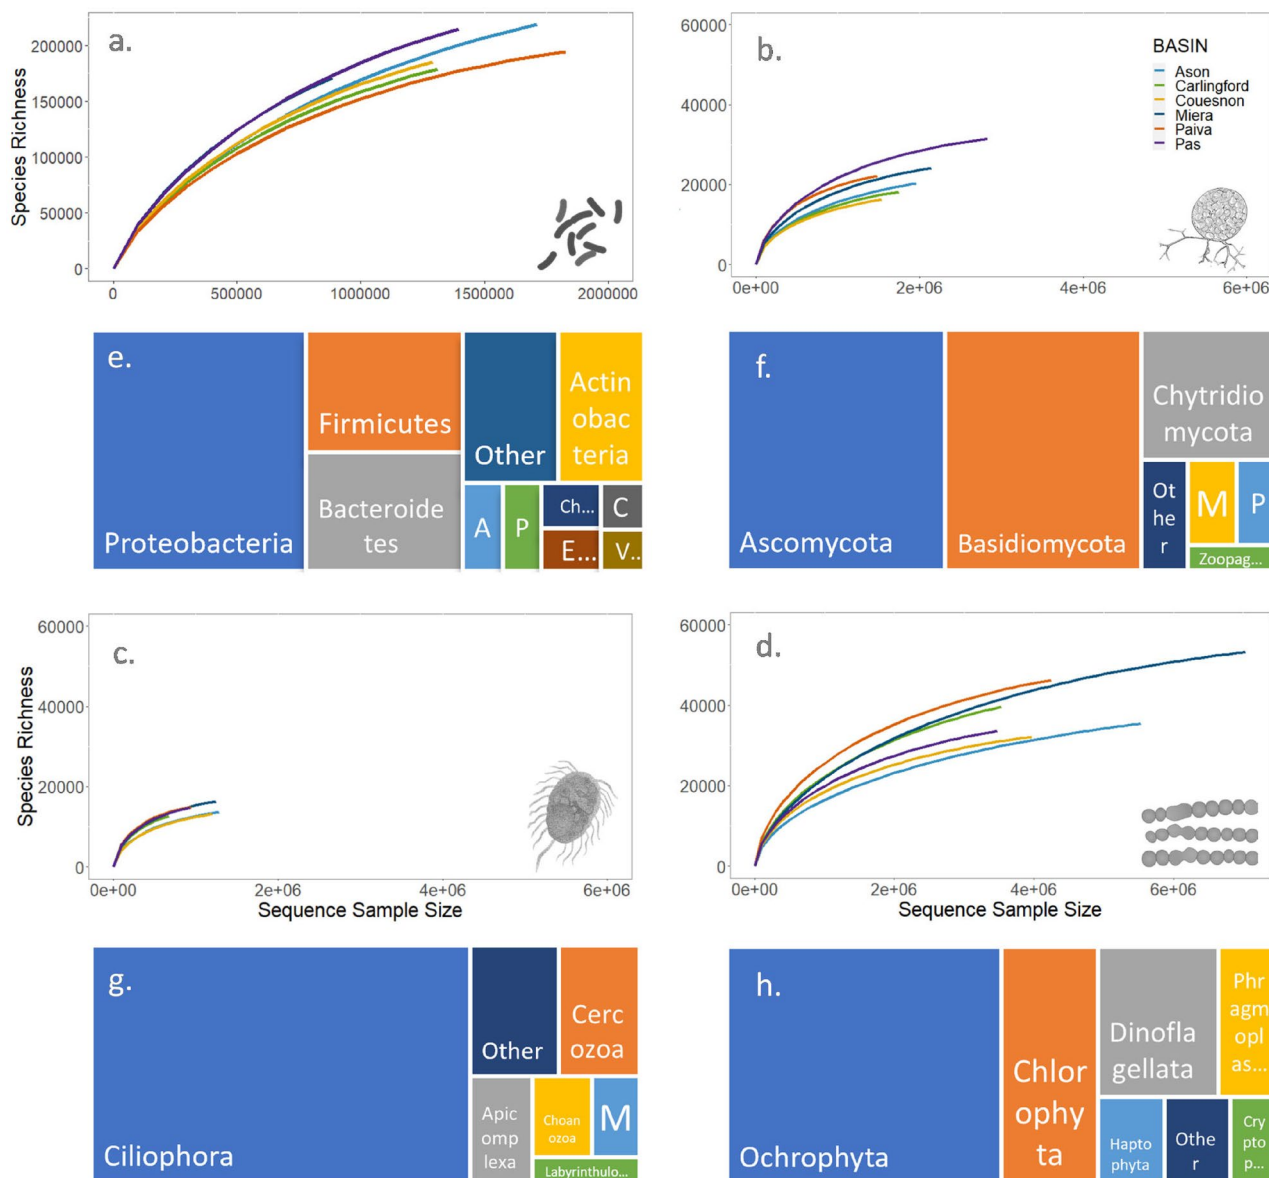 a.
Species Richness
200000
150000
100000
50000
0
0
500000
1000000
1500000
2000000
b.
60000
40000
20000
0
0e+00
2e+06
4e+06
6e+06
BASIN
Ason
Carlingford
Couesnon
Miera
Paiva
Pas
e.
Proteobacteria
Firmicutes
Bacteroide
tes
Other
Actin
obac
teria
A
P
Ch...
C
E...
V..
f.
Ascomycota
Basidiomycota
Chytridio
mycota
Ot
he
r
M
P
Zoopag...
c.
Species Richness
60000
40000
20000
0
0e+00
2e+06
4e+06
6e+06
Sequence Sample Size
d.
60000
40000
20000
0
0e+00
2e+06
4e+06
6e+06
Sequence Sample Size
g.
Ciliophora
Other
Cerc
ozoa
Apic
omp
lexa
Choan
ozoa
M
Labyrinthulo...
h.
Ochrophyta
Chlor
ophy
ta
Dinofla
gellata
Phr
agm
opl
as...
Hapto
phyta
Othe
r
Cry
pto
p...